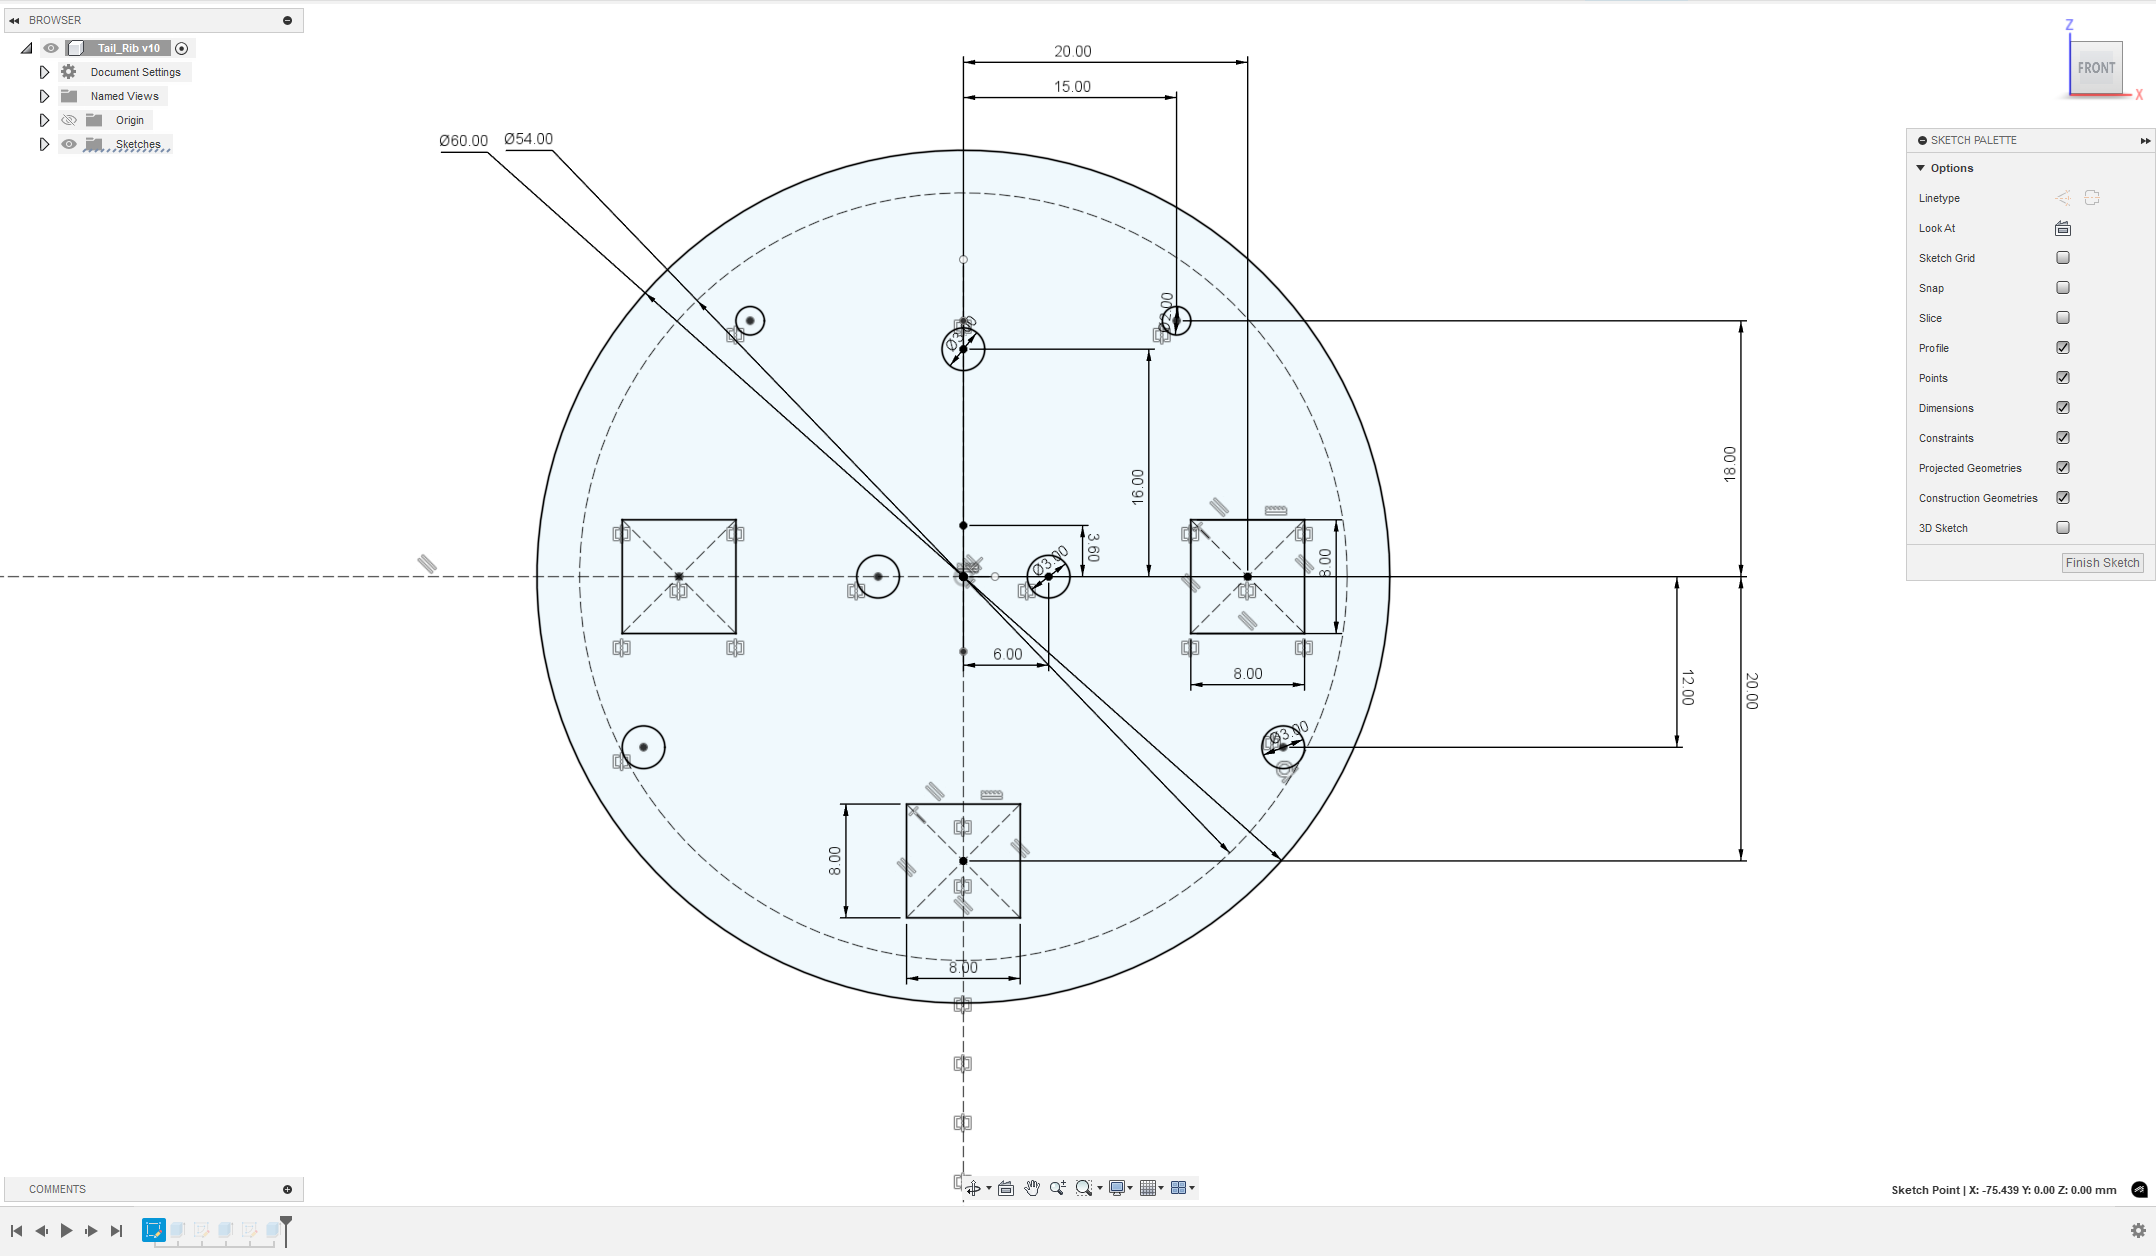 BROWSER
Tail_Rib v10
Document Settings
Named Views
Origin
Sketches
20.00
15.00
Ø60.00
Ø54.00
Ø3.00
Ø2.00
18.00
16.00
3.60
Ø3.00
8.00
6.00
8.00
12.00
20.00
Ø3.00
8.00
8.00
Z
FRONT
X
SKETCH PALETTE
Options
Linetype
Look At
Sketch Grid
Snap
Slice
Profile
Points
Dimensions
Constraints
Projected Geometries
Construction Geometries
3D Sketch
Finish Sketch
COMMENTS
Sketch Point | X: -75.439 Y: 0.00 Z: 0.00 mm